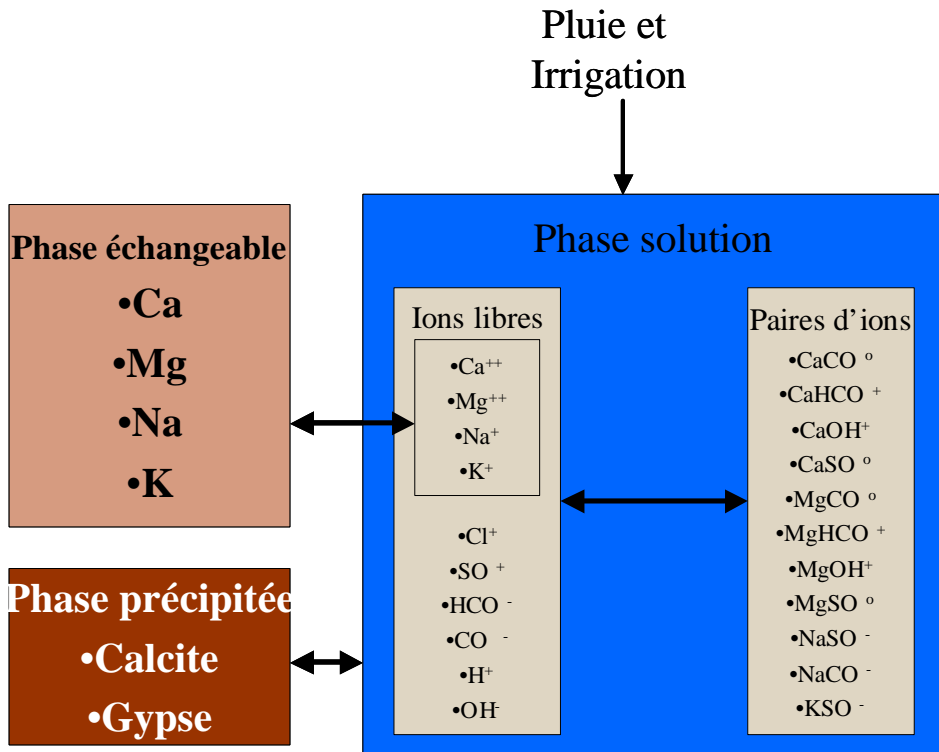 Pluie et
Irrigation
Phase échangeable
•Ca
•Mg
•Na
•K
Phase précipitée
•Calcite
•Gypse
Phase solution
Ions libres
•Ca⁺⁺
•Mg⁺⁺
•Na⁺
•K⁺
•Cl⁺
•SO ⁺
•HCO ⁻
•CO ⁻
•H⁺
•OH⁻
Paires d’ions
•CaCO ᵒ
•CaHCO ⁺
•CaOH⁺
•CaSO ᵒ
•MgCO ᵒ
•MgHCO ⁺
•MgOH⁺
•MgSO ᵒ
•NaSO ⁻
•NaCO ⁻
•KSO ⁻